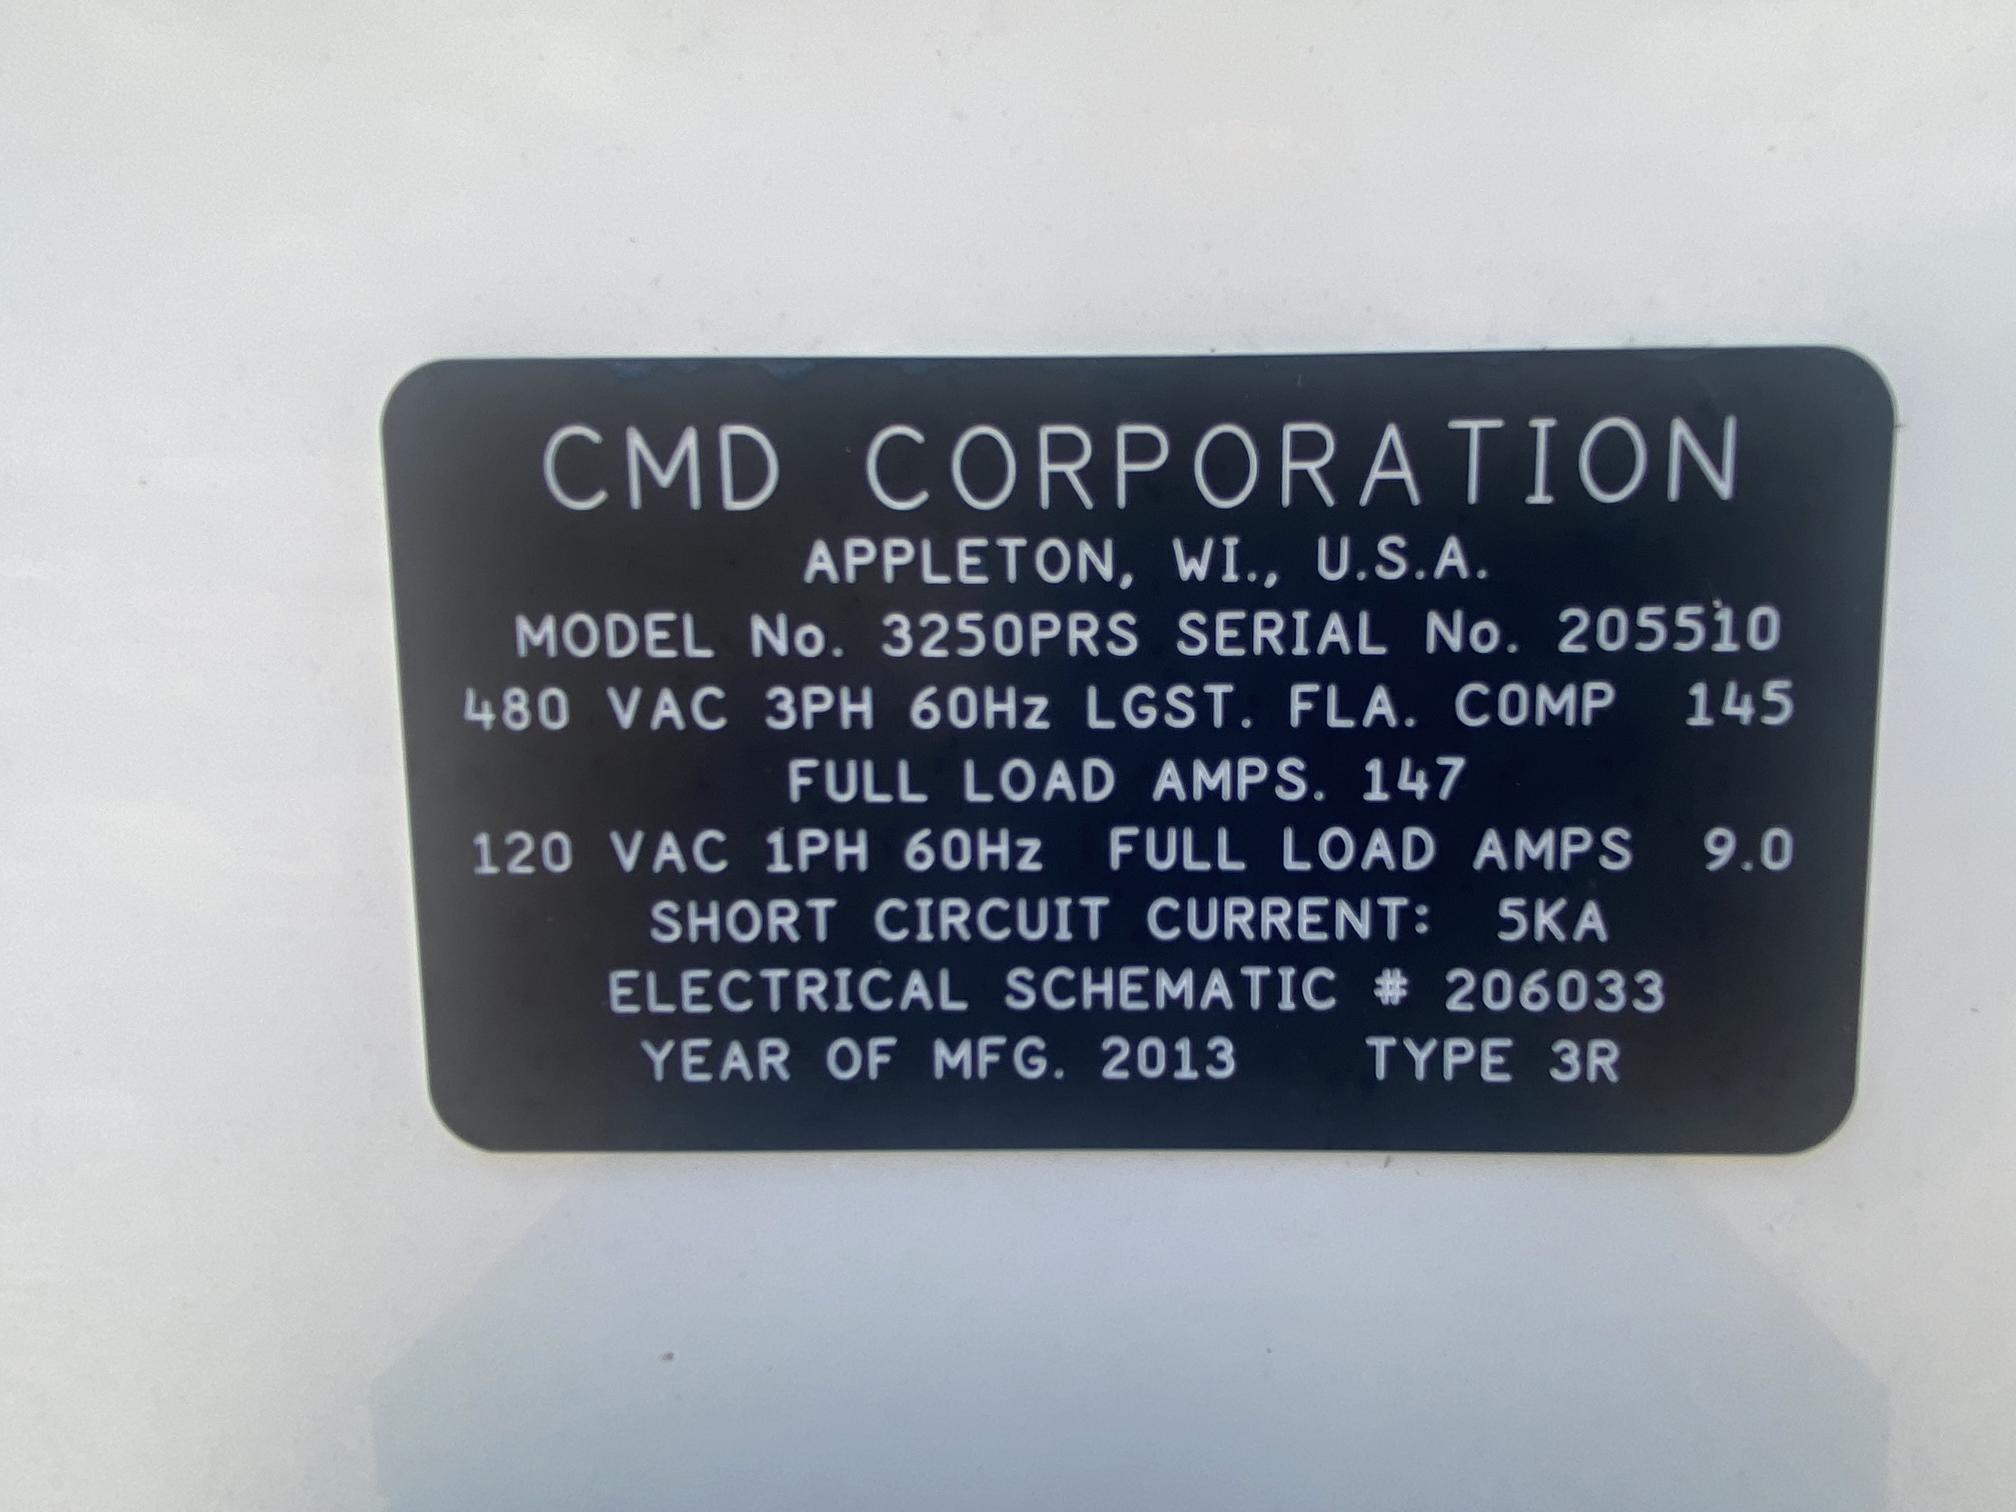 CMD CORPORATION
APPLETON, WI., U.S.A.
MODEL No. 3250PRS SERIAL No. 205510
480 VAC 3PH 60Hz LGST. FLA. COMP 145
FULL LOAD AMPS. 147
120 VAC 1PH 60Hz FULL LOAD AMPS 9.0
SHORT CIRCUIT CURRENT: 5KA
ELECTRICAL SCHEMATIC # 206033
YEAR OF MFG. 2013 TYPE 3R